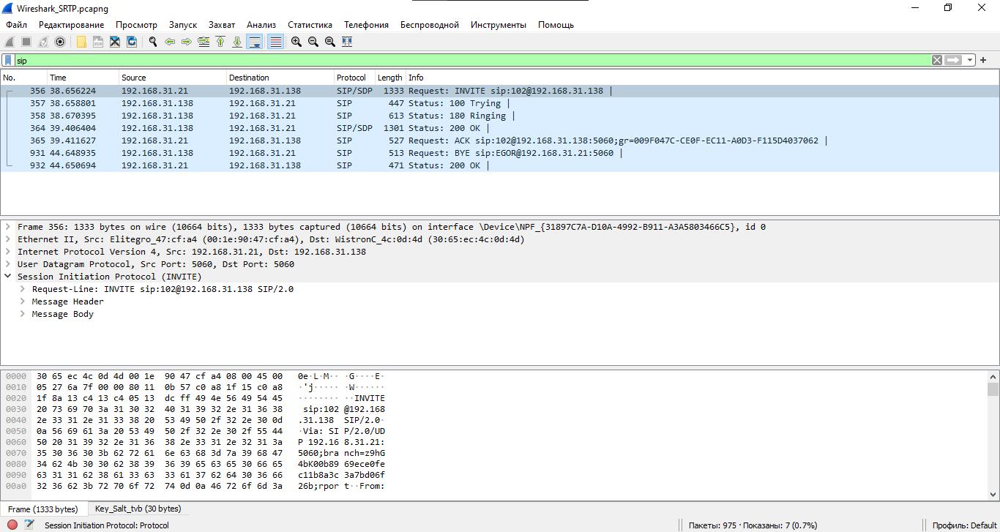 Wireshark_SRTP.pcapng
Файл Редактирование Просмотр Запуск Захват Анализ Статистика Телефония Беспроводной Инструменты Помощь
sip
No. Time Source Destination Protocol Length Info
356 38.656224 192.168.31.21 192.168.31.138 SIP/SDP 1333 Request: INVITE sip:102@192.168.31.138 |
357 38.658801 192.168.31.138 192.168.31.21 SIP 447 Status: 100 Trying |
358 38.670395 192.168.31.138 192.168.31.21 SIP 613 Status: 180 Ringing |
364 39.406404 192.168.31.138 192.168.31.21 SIP/SDP 1301 Status: 200 OK |
365 39.411627 192.168.31.21 192.168.31.138 SIP 527 Request: ACK sip:102@192.168.31.138:5060;gr=009F047C-CE0F-EC11-A0D3-F115D4037062 |
931 44.648935 192.168.31.138 192.168.31.21 SIP 513 Request: BYE sip:EGOR@192.168.31.21:5060 |
932 44.650694 192.168.31.21 192.168.31.138 SIP 471 Status: 200 OK |
Frame 356: 1333 bytes on wire (10664 bits), 1333 bytes captured (10664 bits) on interface \Device\NPF_{31897C7A-D10A-4992-B911-A3A5803466C5}, id 0
Ethernet II, Src: Elitegro_47:cf:a4 (00:1e:90:47:cf:a4), Dst: WistronC_4c:0d:4d (30:65:ec:4c:0d:4d)
Internet Protocol Version 4, Src: 192.168.31.21, Dst: 192.168.31.138
User Datagram Protocol, Src Port: 5060, Dst Port: 5060
Session Initiation Protocol (INVITE)
Request-Line: INVITE sip:102@192.168.31.138 SIP/2.0
Message Header
Message Body
0000 30 65 ec 4c 0d 4d 00 1e 90 47 cf a4 08 00 45 00 0e·L·M·· ·G····E·
0010 05 27 6a 7f 00 00 80 11 0b 57 c0 a8 1f 15 c0 a8 ·'j····· ·W······
0020 1f 8a 13 c4 13 c4 05 13 dc ff 49 4e 56 49 54 45 ········ ··INVITE
0030 20 73 69 70 3a 31 30 32 40 31 39 32 2e 31 36 38 sip:102 @192.168
0040 2e 33 31 2e 31 33 38 20 53 49 50 2f 32 2e 30 0d .31.138 SIP/2.0·
0050 0a 56 69 61 3a 20 53 49 50 2f 32 2e 30 2f 55 44 ·Via: SI P/2.0/UD
0060 50 20 31 39 32 2e 31 36 38 2e 33 31 2e 32 31 3a P 192.16 8.31.21:
0070 35 30 36 30 3b 62 72 61 6e 63 68 3d 7a 39 68 47 5060;bra nch=z9hG
0080 34 62 4b 30 30 62 38 39 36 39 65 63 65 30 66 65 4bK00b89 69ece0fe
0090 63 31 31 62 38 61 33 63 33 61 37 62 64 30 36 66 c11b8a3c 3a7bd06f
00a0 32 36 62 3b 72 70 6f 72 74 0d 0a 46 72 6f 6d 3a 26b;rpor t··From:
Frame (1333 bytes) Key_Salt_tvb (30 bytes)
Session Initiation Protocol: Protocol Пакеты: 975 · Показаны: 7 (0.7%) Профиль: Default